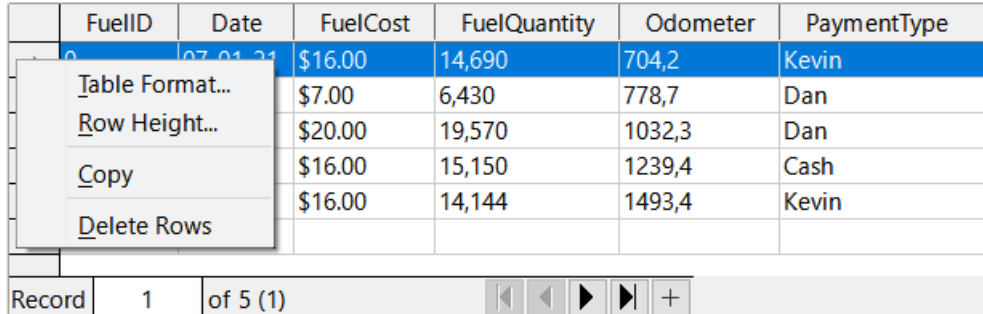 FuelID Date FuelCost FuelQuantity Odometer PaymentType
$16.00 14,690 704,2 Kevin
Table Format...
$7.00 6,430 778,7 Dan
Row Height...
$20.00 19,570 1032,3 Dan
Copy
$16.00 15,150 1239,4 Cash
$16.00 14,144 1493,4 Kevin
Delete Rows
Record 1 of 5 (1)